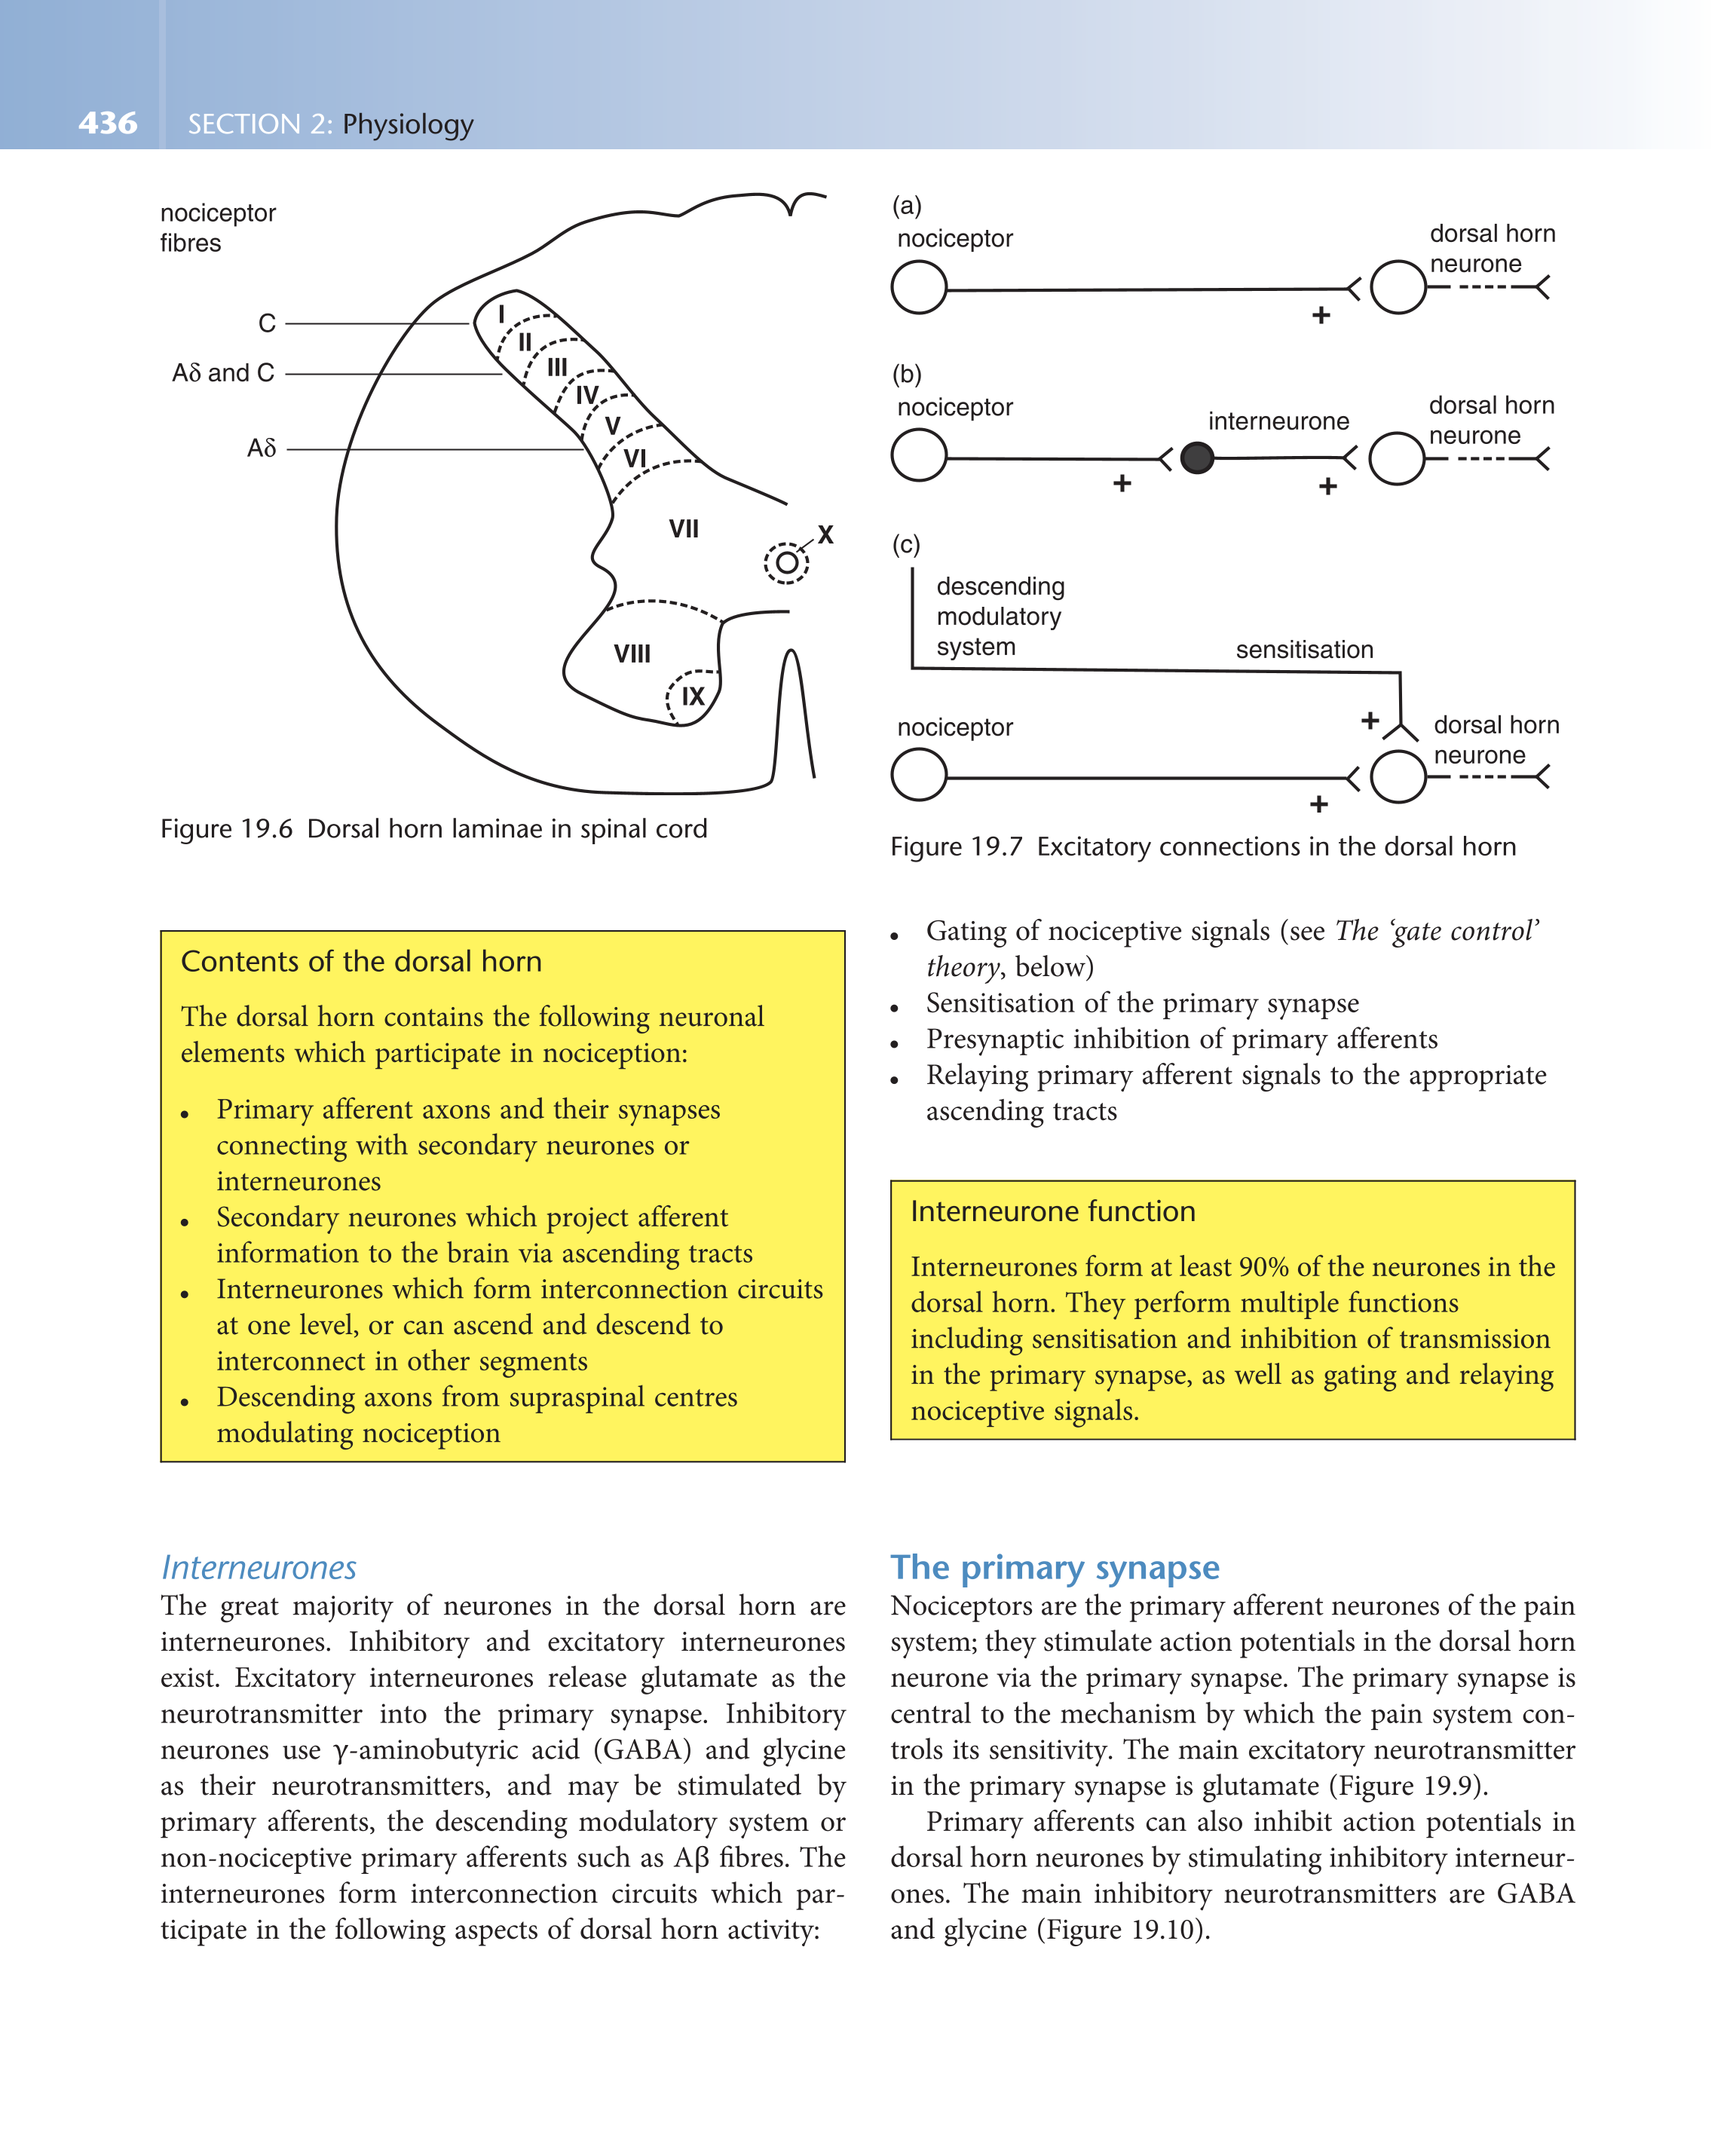 436 SECTION 2: Physiology
nociceptor
fibres
C
Aδ and C
Aδ
I
II
III
IV
V
VI
VII
X
VIII
IX
Figure 19.6 Dorsal horn laminae in spinal cord
Contents of the dorsal horn
The dorsal horn contains the following neuronal
elements which participate in nociception:
• Primary afferent axons and their synapses
connecting with secondary neurones or
interneurones
• Secondary neurones which project afferent
information to the brain via ascending tracts
• Interneurones which form interconnection circuits
at one level, or can ascend and descend to
interconnect in other segments
• Descending axons from supraspinal centres
modulating nociception
Interneurones
The great majority of neurones in the dorsal horn are
interneurones. Inhibitory and excitatory interneurones
exist. Excitatory interneurones release glutamate as the
neurotransmitter into the primary synapse. Inhibitory
neurones use γ-aminobutyric acid (GABA) and glycine
as their neurotransmitters, and may be stimulated by
primary afferents, the descending modulatory system or
non-nociceptive primary afferents such as Aβ fibres. The
interneurones form interconnection circuits which par-
ticipate in the following aspects of dorsal horn activity:
(a)
nociceptor
dorsal horn
neurone
+
(b)
nociceptor
interneurone
dorsal horn
neurone
+
+
(c)
descending
modulatory
system
sensitisation
nociceptor
+
dorsal horn
neurone
+
Figure 19.7 Excitatory connections in the dorsal horn
• Gating of nociceptive signals (see The ‘gate control’
theory, below)
• Sensitisation of the primary synapse
• Presynaptic inhibition of primary afferents
• Relaying primary afferent signals to the appropriate
ascending tracts
Interneurone function
Interneurones form at least 90% of the neurones in the
dorsal horn. They perform multiple functions
including sensitisation and inhibition of transmission
in the primary synapse, as well as gating and relaying
nociceptive signals.
The primary synapse
Nociceptors are the primary afferent neurones of the pain
system; they stimulate action potentials in the dorsal horn
neurone via the primary synapse. The primary synapse is
central to the mechanism by which the pain system con-
trols its sensitivity. The main excitatory neurotransmitter
in the primary synapse is glutamate (Figure 19.9).
Primary afferents can also inhibit action potentials in
dorsal horn neurones by stimulating inhibitory interneur-
ones. The main inhibitory neurotransmitters are GABA
and glycine (Figure 19.10).